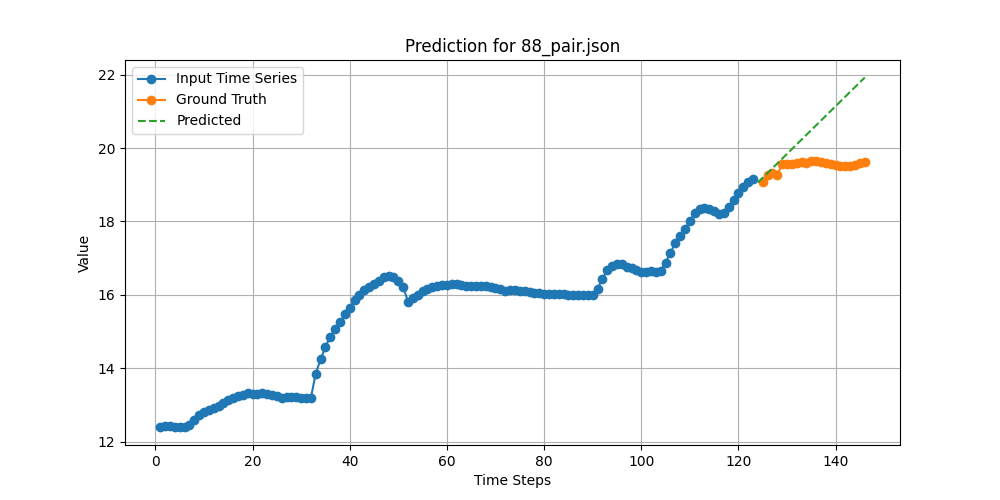 Prediction for 88_pair.json
Input Time Series
Ground Truth
Predicted
Value
22
20
18
16
14
12
0 20 40 60 80 100 120 140
Time Steps